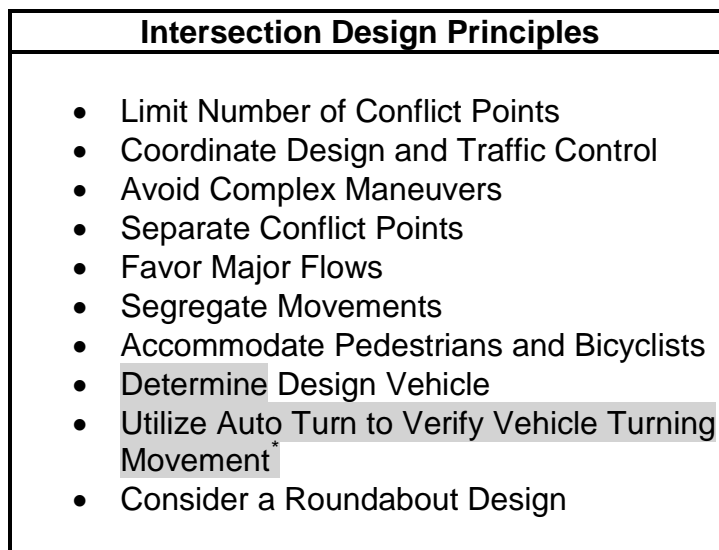 Intersection Design Principles
• Limit Number of Conflict Points
• Coordinate Design and Traffic Control
• Avoid Complex Maneuvers
• Separate Conflict Points
• Favor Major Flows
• Segregate Movements
• Accommodate Pedestrians and Bicyclists
• Determine Design Vehicle
• Utilize Auto Turn to Verify Vehicle Turning
Movement*
• Consider a Roundabout Design